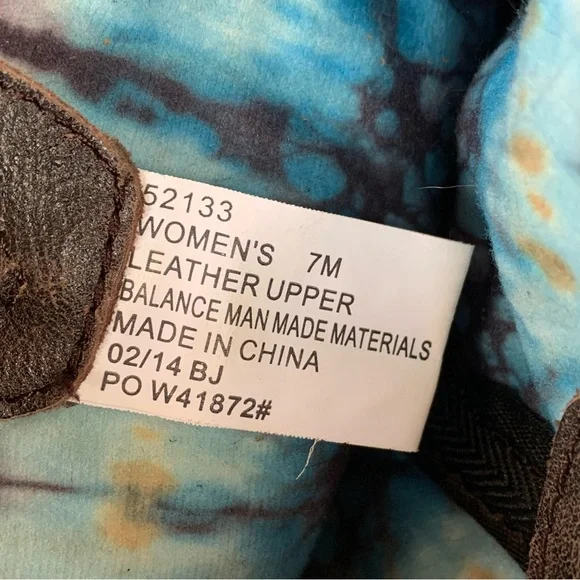 52133
WOMEN'S 7M
LEATHER UPPER
BALANCE MAN MADE MATERIALS
MADE IN CHINA
02/14 BJ
PO W41872#